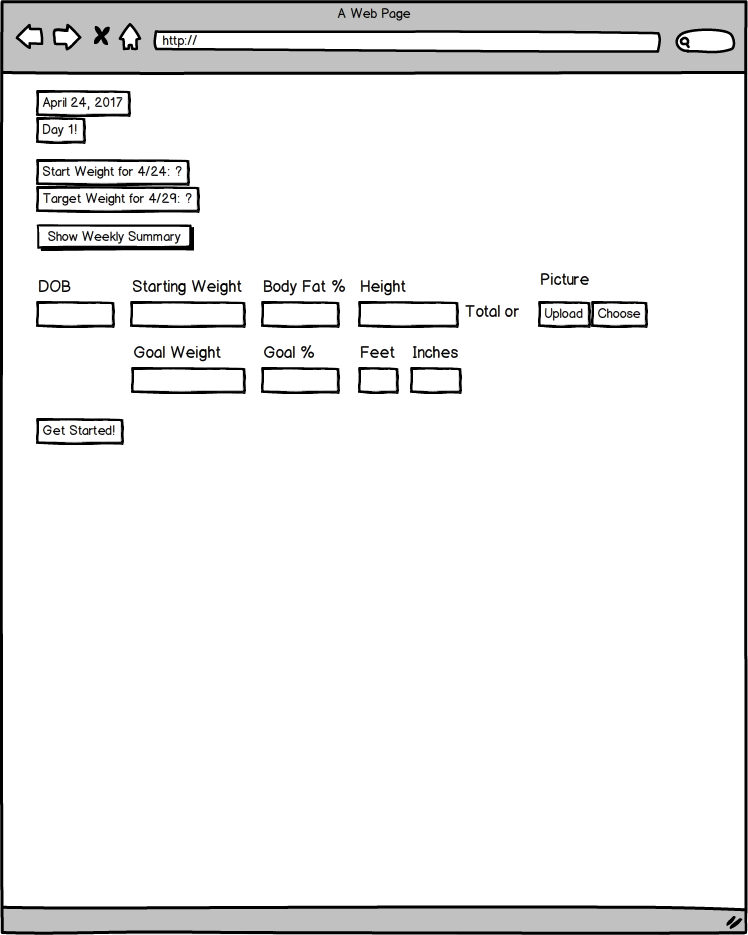 A Web Page
http://
April 24, 2017
Day 1!
Start Weight for 4/24: ?
Target Weight for 4/29: ?
Show Weekly Summary
DOB Starting Weight Body Fat % Height Picture
Total or Upload Choose
Goal Weight Goal % Feet Inches
Get Started!